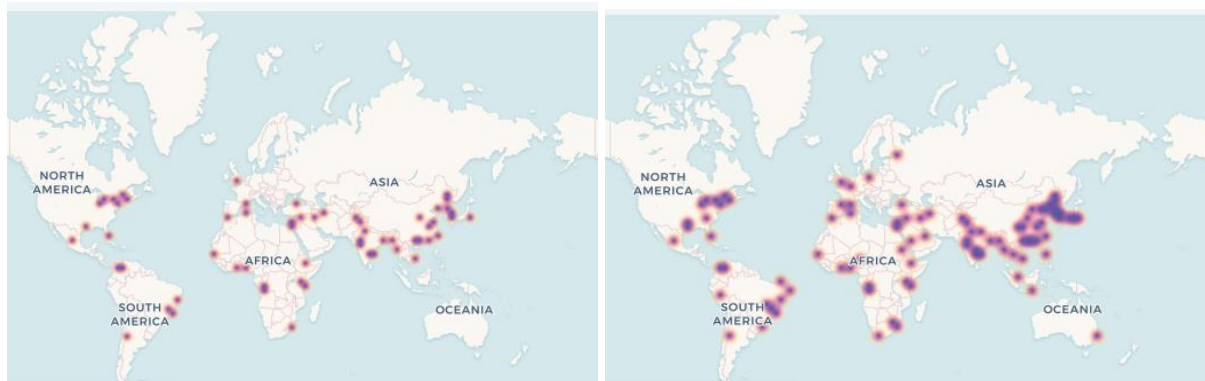 NORTH
AMERICA
ASIA
AFRICA
SOUTH
AMERICA
OCEANIA
NORTH
AMERICA
ASIA
AFRICA
SOUTH
AMERICA
OCEANIA